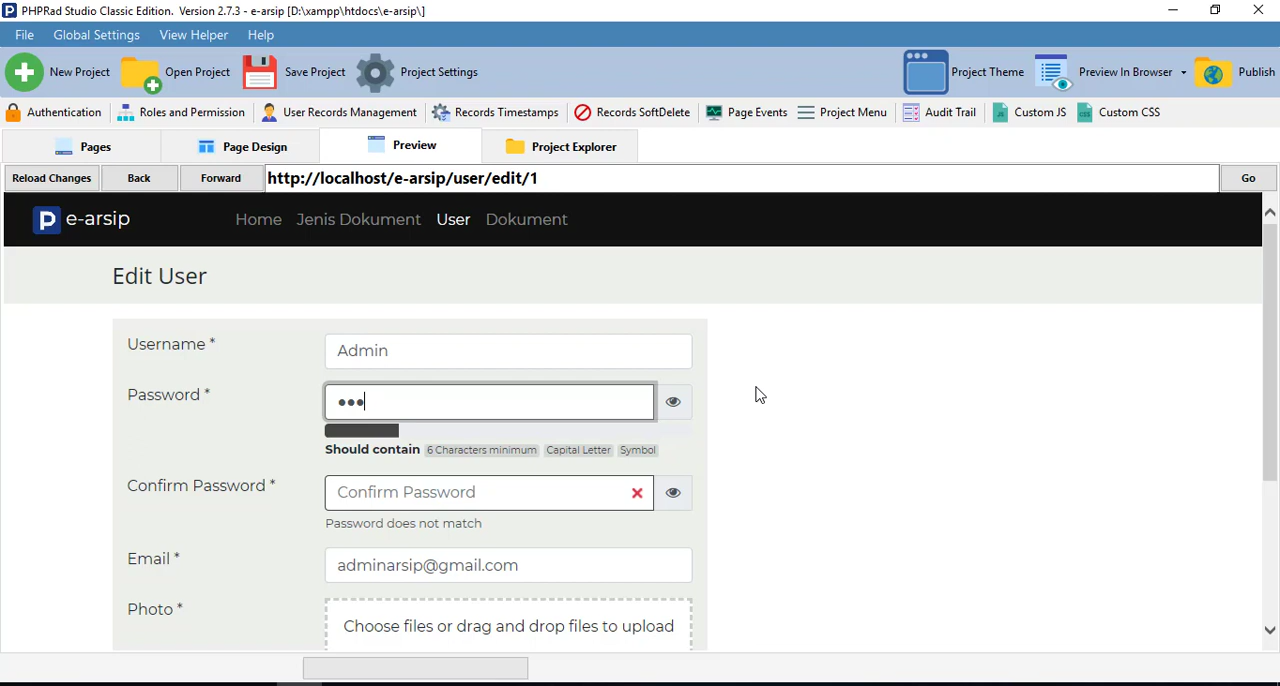 PHPRad Studio Classic Edition. Version 2.7.3 - e-arsip [D:\xampp\htdocs\e-arsip\]
File Global Settings View Helper Help
New Project Open Project Save Project Project Settings Project Theme Preview In Browser Publish
Authentication Roles and Permission User Records Management Records Timestamps Records SoftDelete Page Events Project Menu Audit Trail Custom JS Custom CSS
Pages Page Design Preview Project Explorer
Reload Changes Back Forward http://localhost/e-arsip/user/edit/1 Go
P e-arsip Home Jenis Dokument User Dokument
Edit User
Username * Admin
Password *
Should contain 6 Characters minimum Capital Letter Symbol
Confirm Password * Confirm Password
Password does not match
Email * adminarsip@gmail.com
Photo *
Choose files or drag and drop files to upload